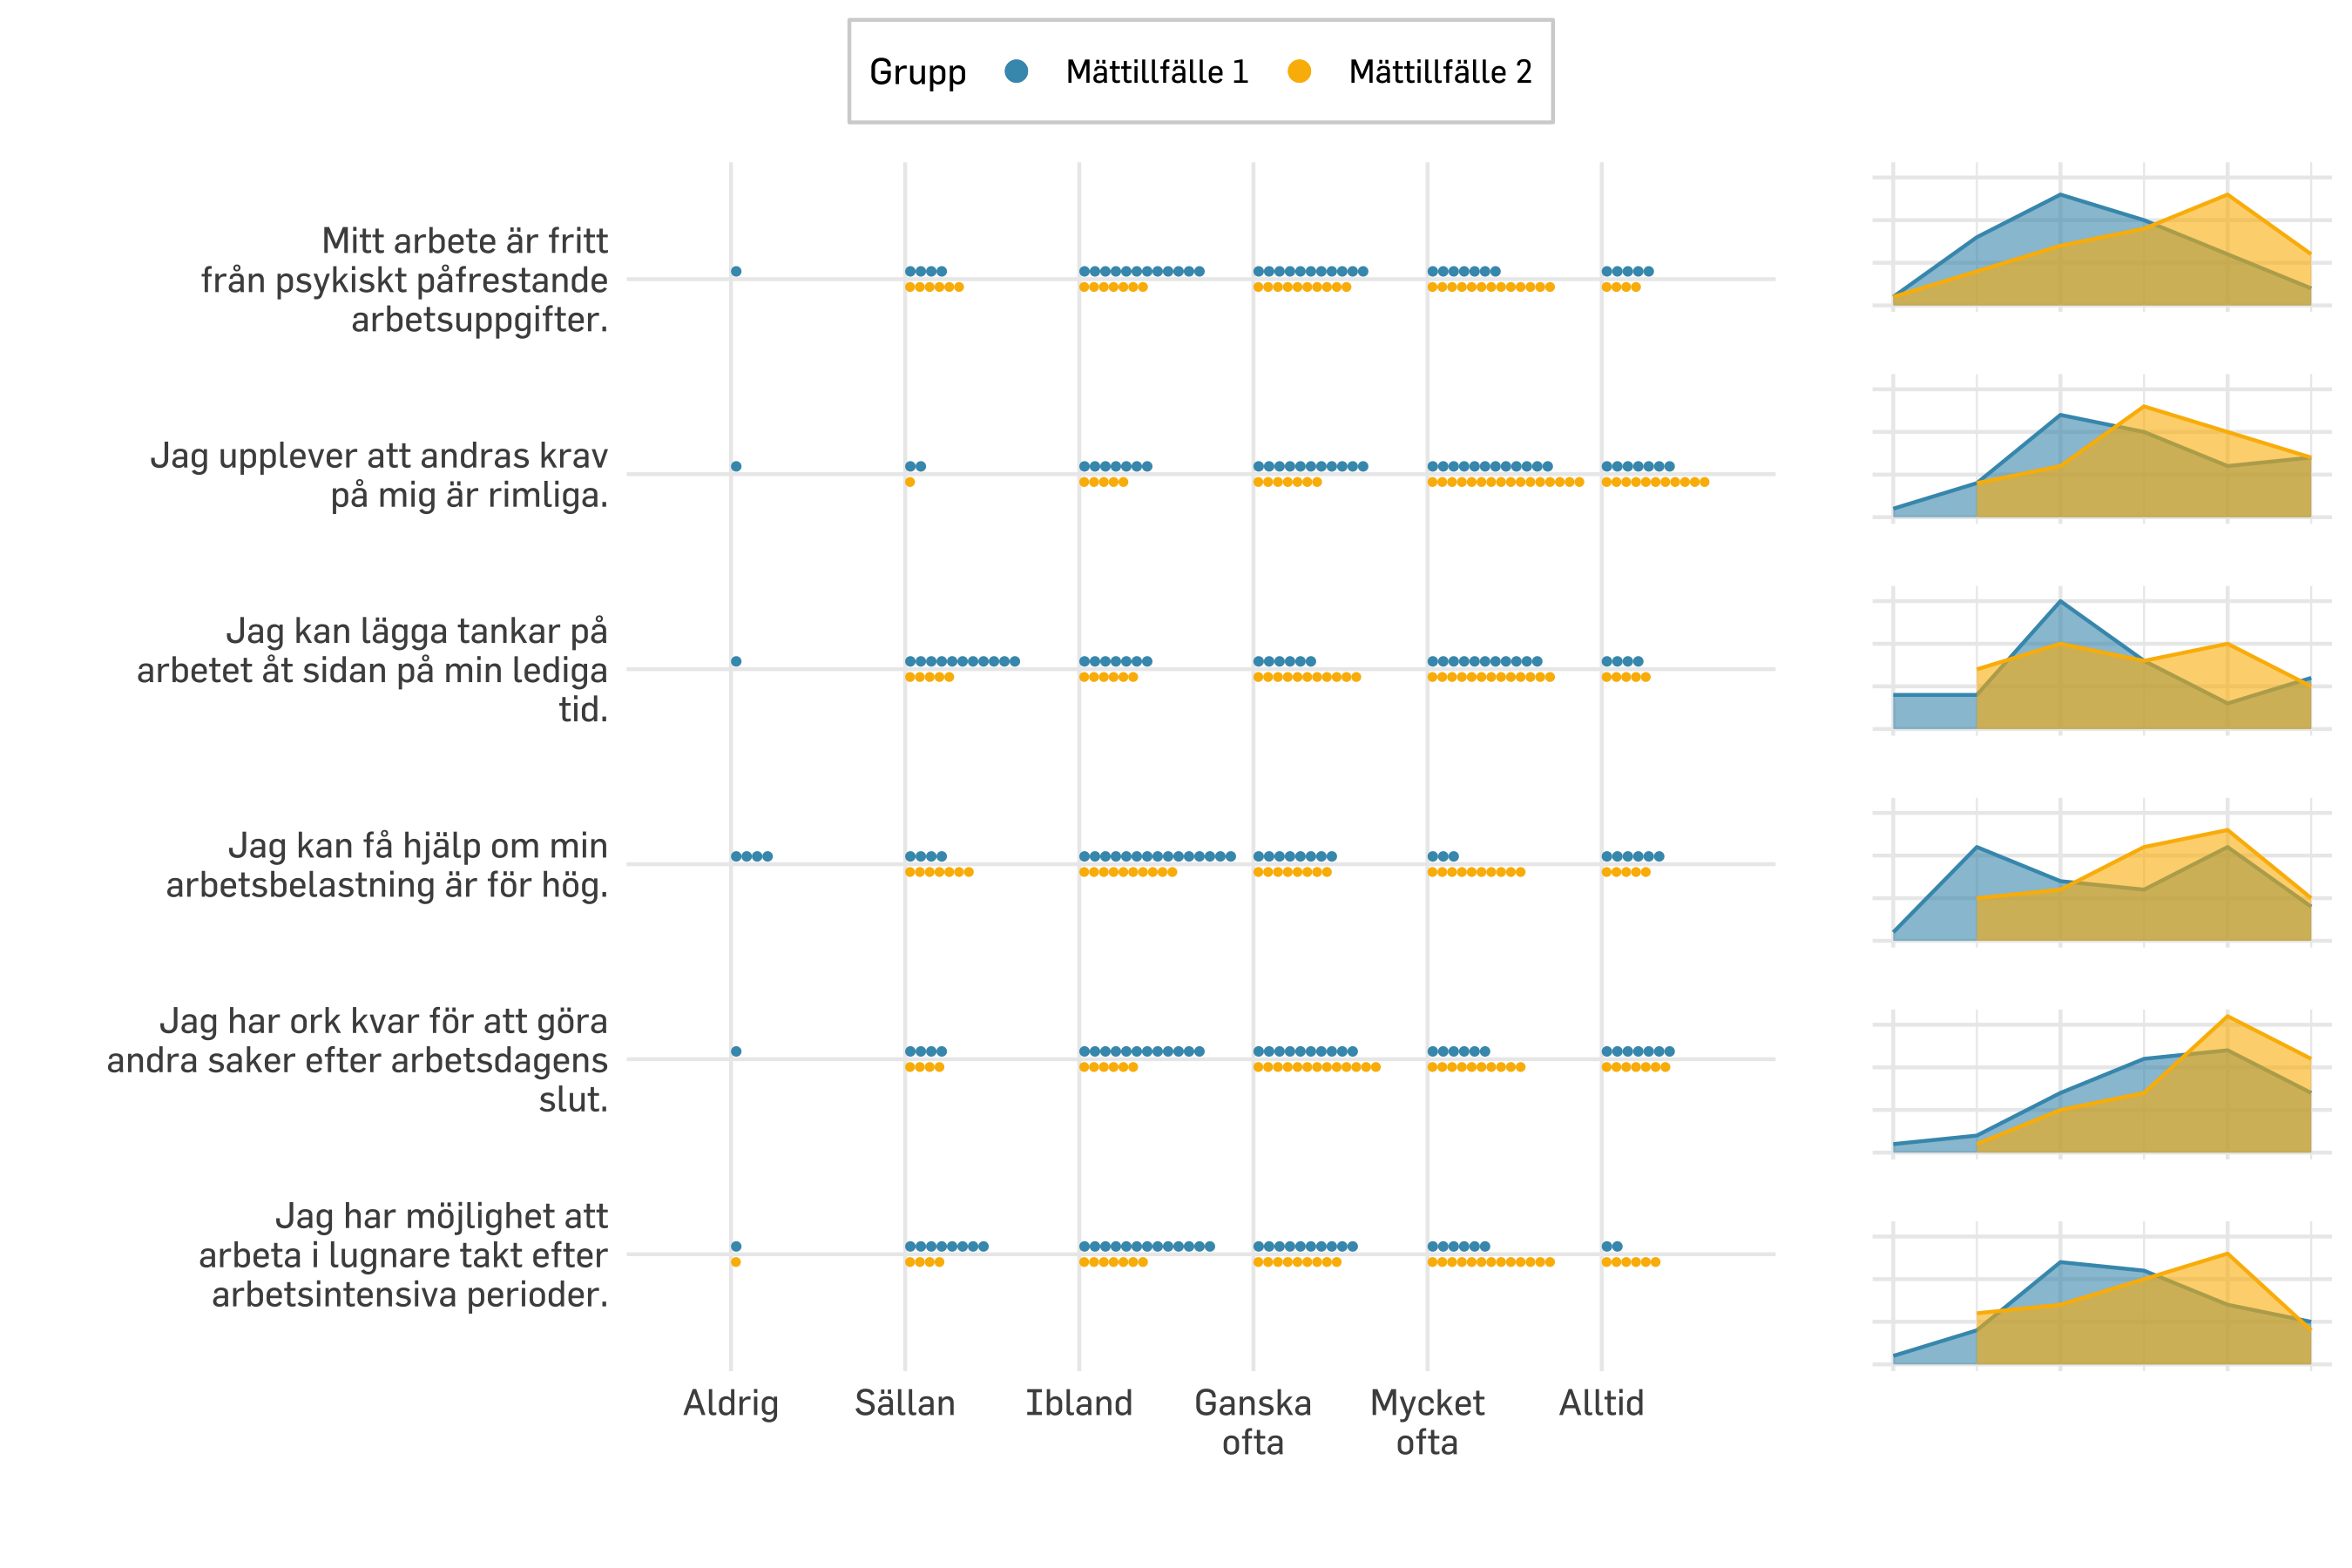 Grupp Mättillfälle 1 Mättillfälle 2
Mitt arbete är fritt
från psykiskt påfrestande
arbetsuppgifter.
Jag upplever att andras krav
på mig är rimliga.
Jag kan lägga tankar på
arbetet åt sidan på min lediga
tid.
Jag kan få hjälp om min
arbetsbelastning är för hög.
Jag har ork kvar för att göra
andra saker efter arbetsdagens
slut.
Jag har möjlighet att
arbeta i lugnare takt efter
arbetsintensiva perioder.
Aldrig Sällan Ibland Ganska Mycket Alltid
ofta ofta